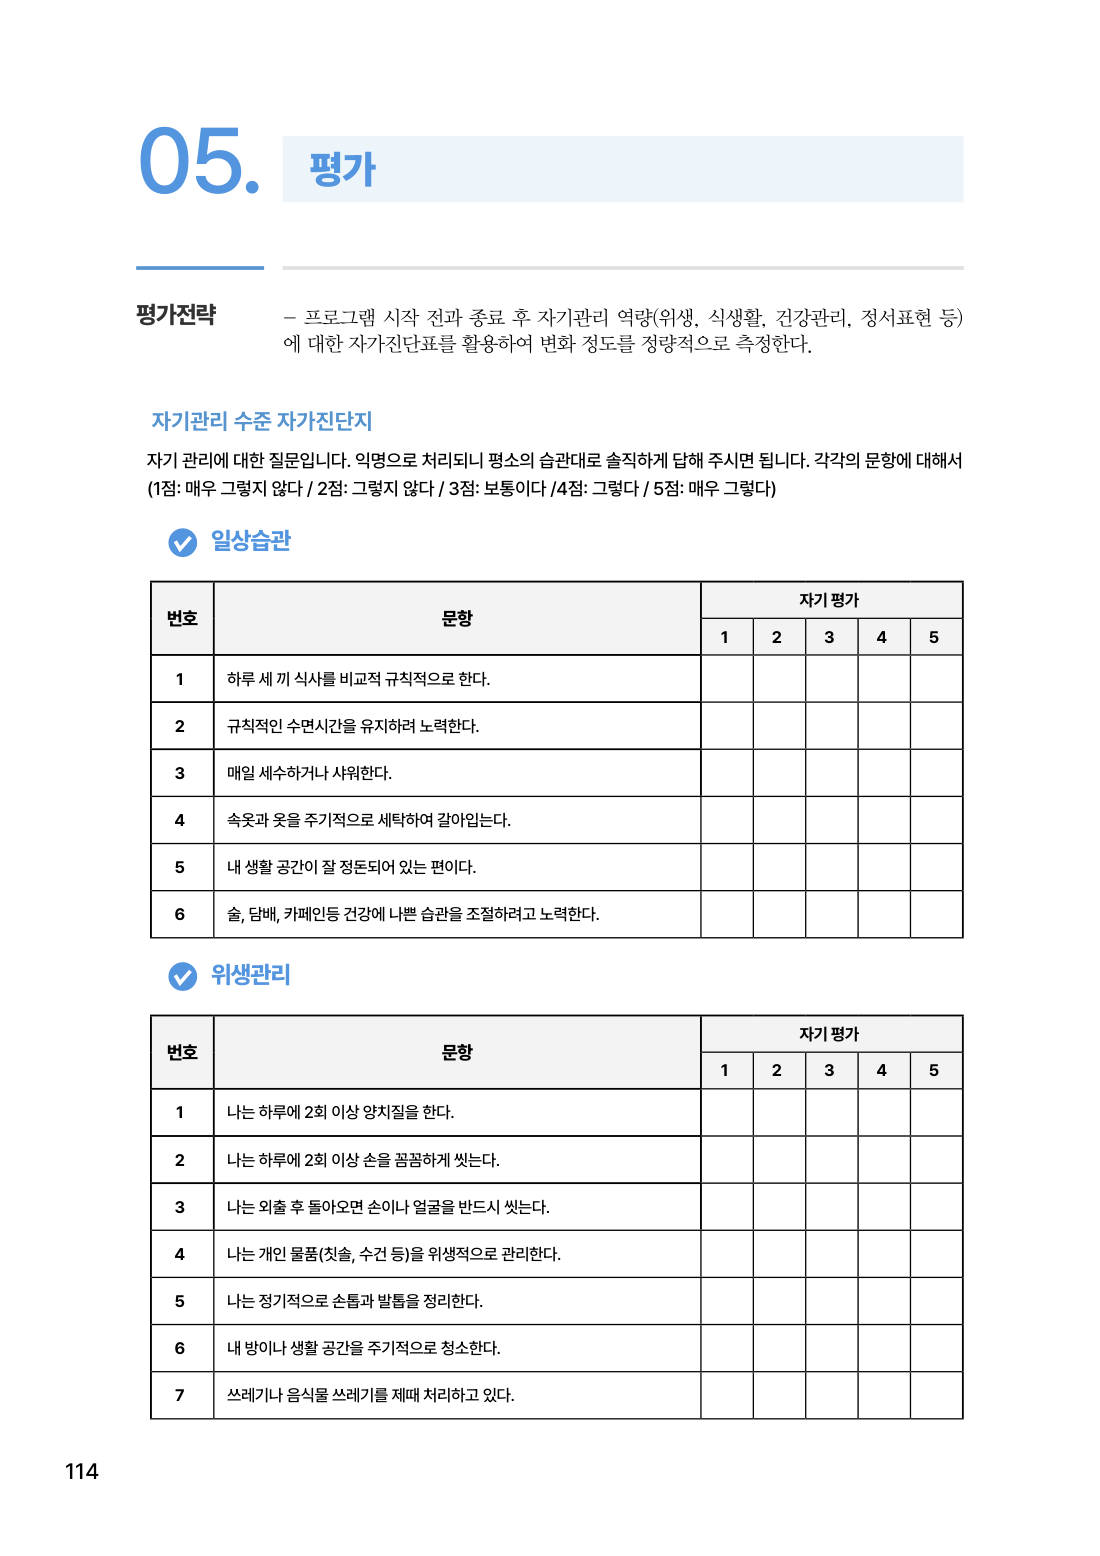 05. 평가
평가전략
– 프로그램 시작 전과 종료 후 자기관리 역량(위생, 식생활, 건강관리, 정서표현 등)
에 대한 자가진단표를 활용하여 변화 정도를 정량적으로 측정한다.
자기관리 수준 자가진단지
자기 관리에 대한 질문입니다. 익명으로 처리되니 평소의 습관대로 솔직하게 답해 주시면 됩니다. 각각의 문항에 대해서
(1점: 매우 그렇지 않다 / 2점: 그렇지 않다 / 3점: 보통이다 /4점: 그렇다 / 5점: 매우 그렇다)
일상습관
번호 문항 자기 평가
1 2 3 4 5
1 하루 세 끼 식사를 비교적 규칙적으로 한다.
2 규칙적인 수면시간을 유지하려 노력한다.
3 매일 세수하거나 샤워한다.
4 속옷과 옷을 주기적으로 세탁하여 갈아입는다.
5 내 생활 공간이 잘 정돈되어 있는 편이다.
6 술, 담배, 카페인등 건강에 나쁜 습관을 조절하려고 노력한다.
위생관리
번호 문항 자기 평가
1 2 3 4 5
1 나는 하루에 2회 이상 양치질을 한다.
2 나는 하루에 2회 이상 손을 꼼꼼하게 씻는다.
3 나는 외출 후 돌아오면 손이나 얼굴을 반드시 씻는다.
4 나는 개인 물품(칫솔, 수건 등)을 위생적으로 관리한다.
5 나는 정기적으로 손톱과 발톱을 정리한다.
6 내 방이나 생활 공간을 주기적으로 청소한다.
7 쓰레기나 음식물 쓰레기를 제때 처리하고 있다.
114